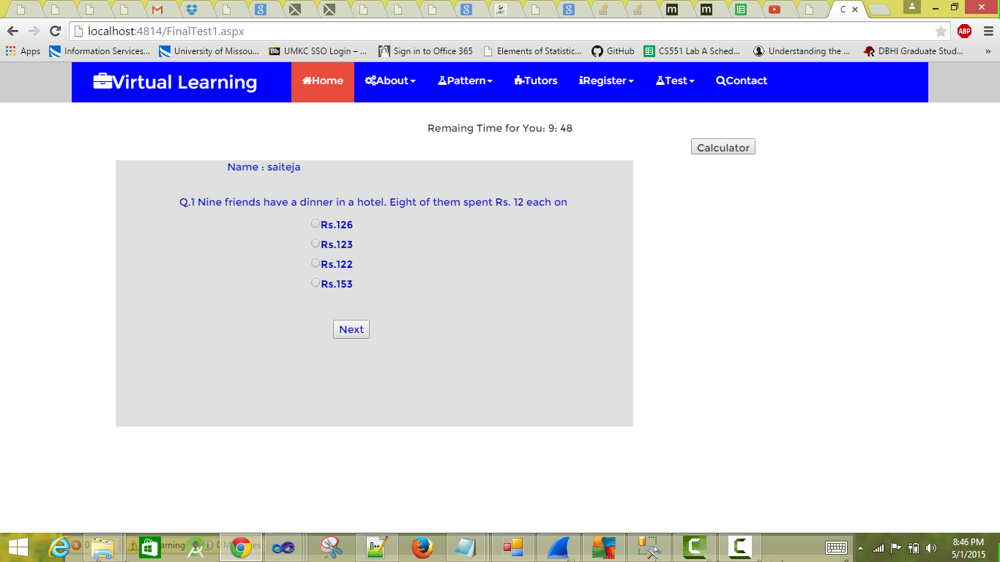 C
localhost:4814/FinalTest1.aspx
ABP
Apps Information Services... University of Missou... Bb UMKC SSO Login – ... Sign in to Office 365 Elements of Statistic... GitHub CS551 Lab A Sched... Understanding the ... DBHI Graduate Stud... »
Virtual Learning Home About Pattern Tutors Register Test Contact
Remaing Time for You: 9: 48
Calculator
Name : saiteja
Q.1 Nine friends have a dinner in a hotel. Eight of them spent Rs. 12 each on
Rs.126
Rs.123
Rs.122
Rs.153
Next
8:46 PM
5/1/2015